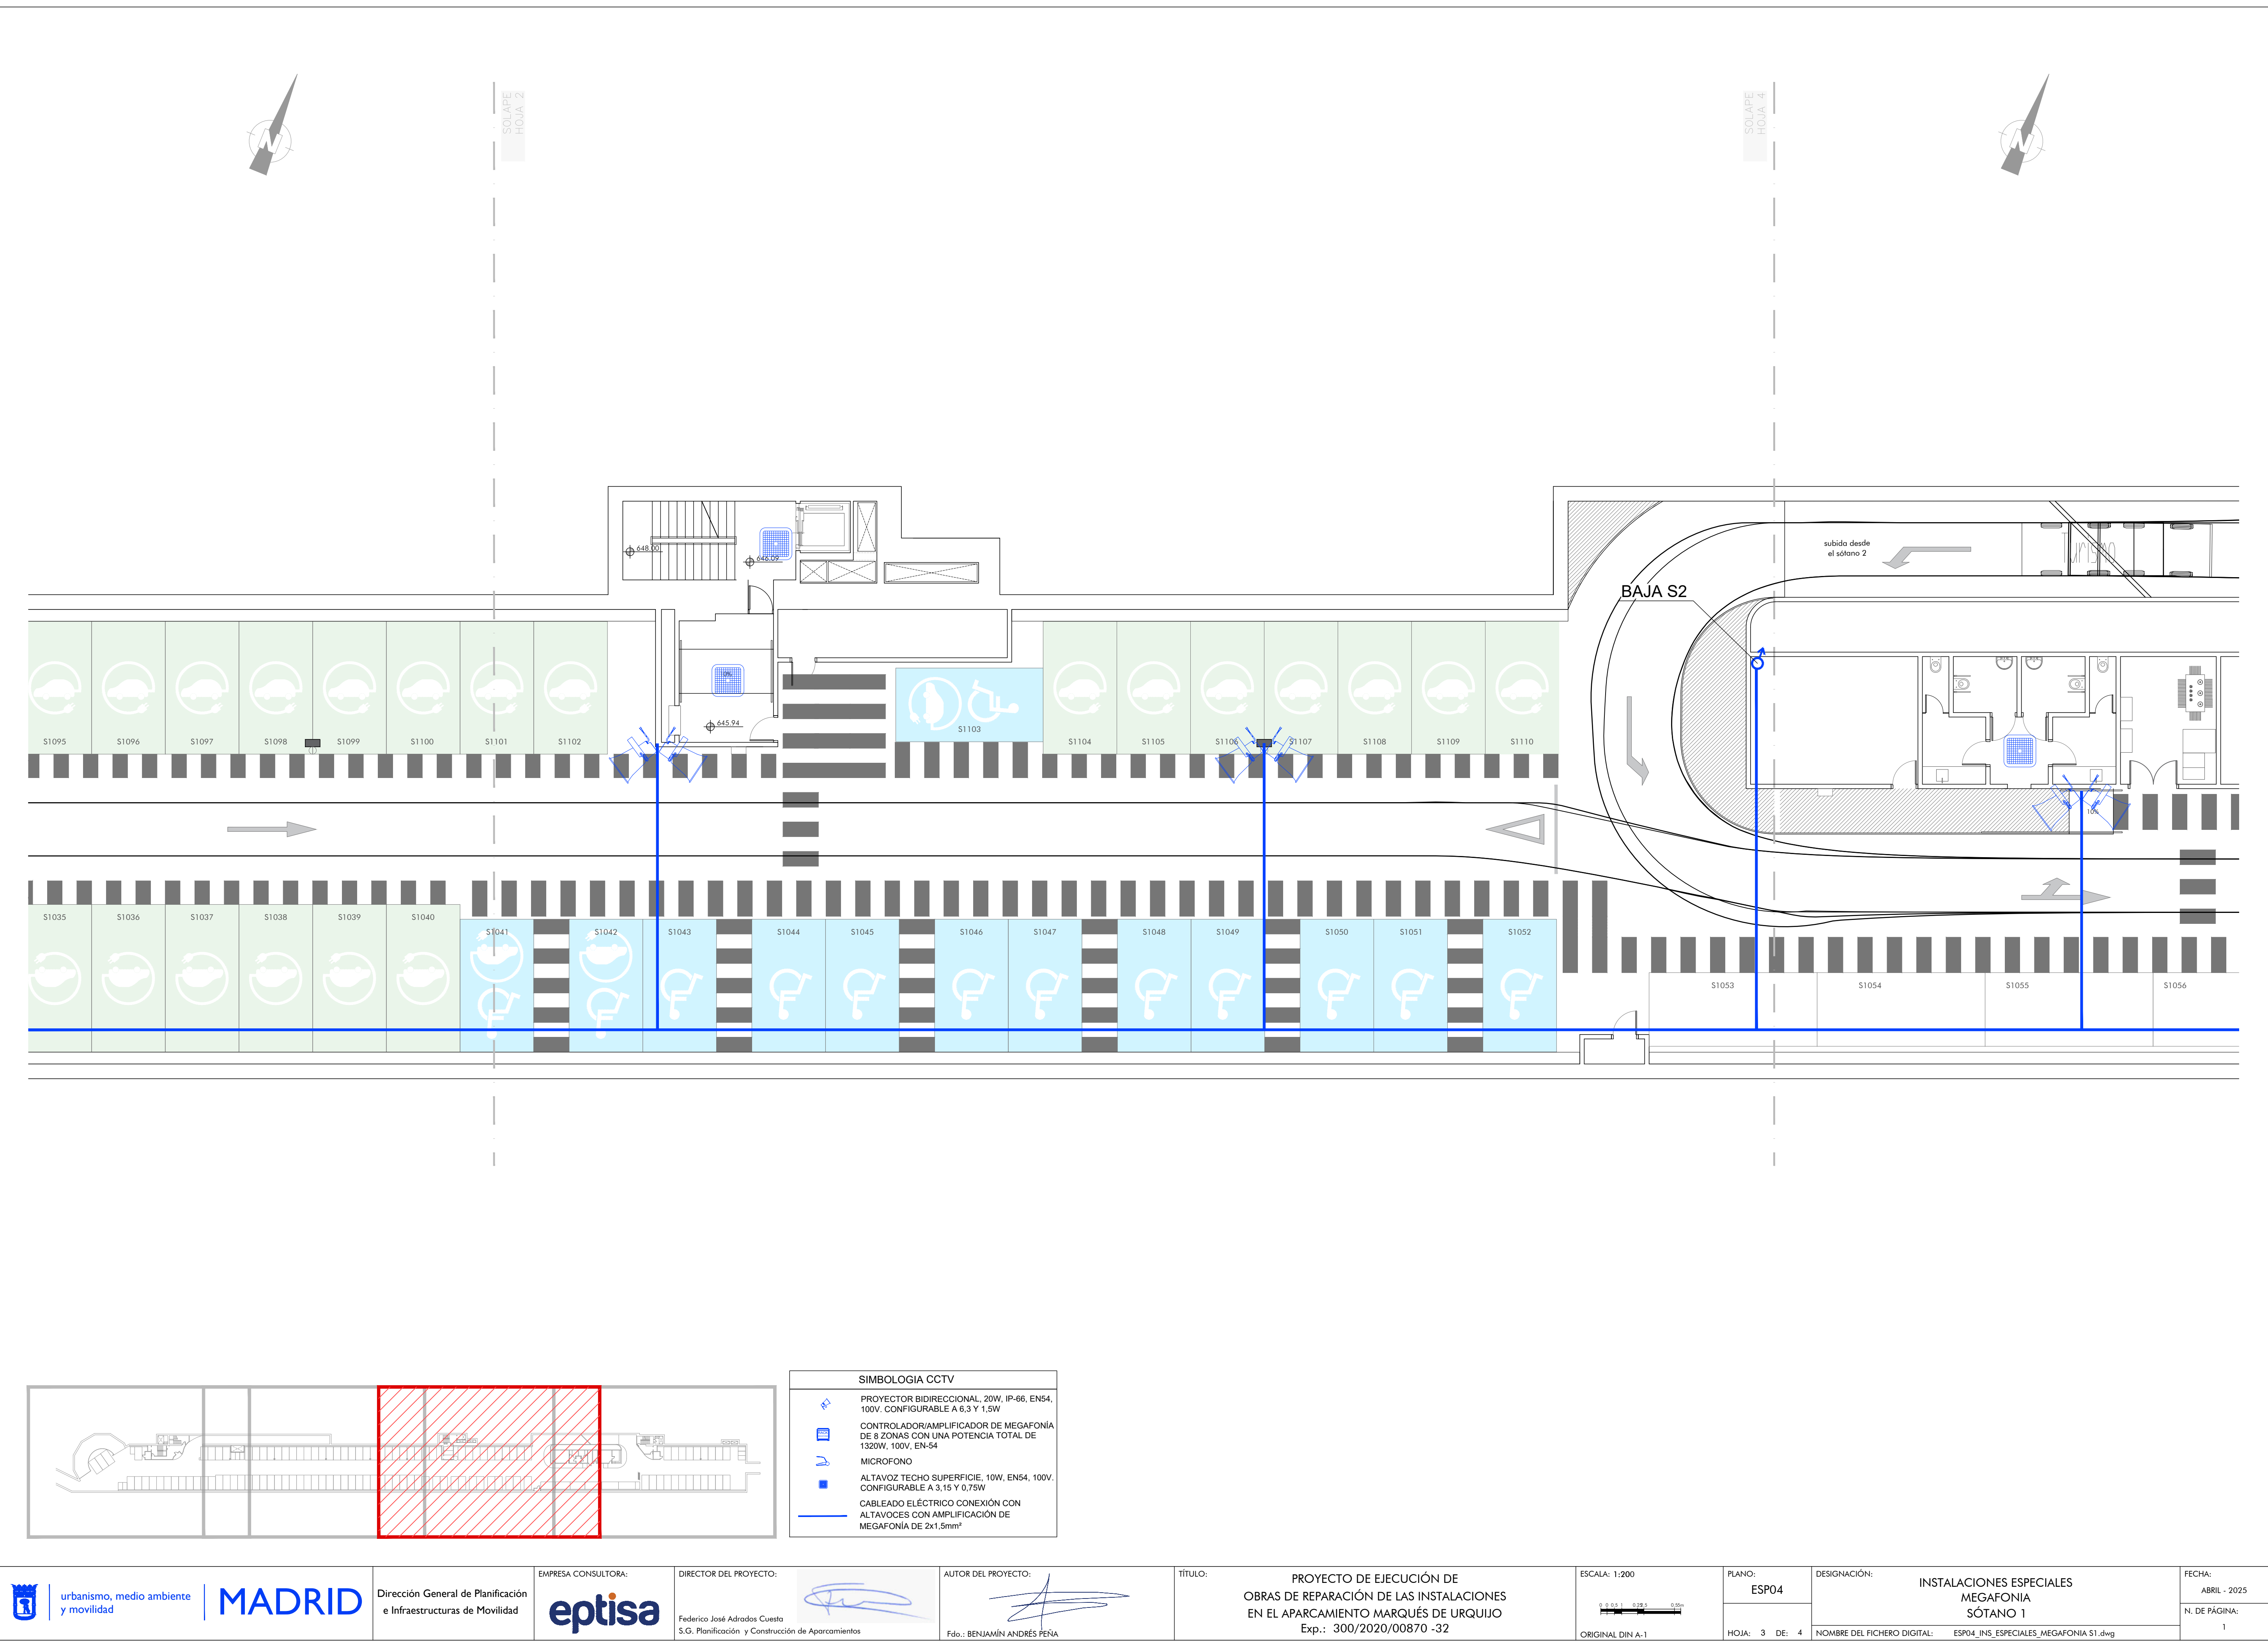 SOLAPE
HOJA 2
SOLAPE
HOJA 4
N
N
648.00
646.09
subida desde
el sótano 2
Turismo
BAJA S2
10%
645.94
S1103
S1095
S1096
S1097
S1098
S1099
S1100
S1101
S1102
S1104
S1105
S1106
S1107
S1108
S1109
S1110
10%
S1035
S1036
S1037
S1038
S1039
S1040
S1041
S1042
S1043
S1044
S1045
S1046
S1047
S1048
S1049
S1050
S1051
S1052
S1053
S1054
S1055
S1056
SIMBOLOGIA CCTV
PROYECTOR BIDIRECCIONAL, 20W, IP-66, EN54,
100V. CONFIGURABLE A 6,3 Y 1,5W
CONTROLADOR/AMPLIFICADOR DE MEGAFONÍA
DE 8 ZONAS CON UNA POTENCIA TOTAL DE
1320W, 100V, EN-54
MICROFONO
ALTAVOZ TECHO SUPERFICIE, 10W, EN54, 100V.
CONFIGURABLE A 3,15 Y 0,75W
CABLEADO ELÉCTRICO CONEXIÓN CON
ALTAVOCES CON AMPLIFICACIÓN DE
MEGAFONÍA DE 2x1,5mm²
urbanismo, medio ambiente
y movilidad
MADRID
Dirección General de Planificación
e Infraestructuras de Movilidad
EMPRESA CONSULTORA:
eptisa
DIRECTOR DEL PROYECTO:
Federico José Adrados Cuesta
S.G. Planificación y Construcción de Aparcamientos
AUTOR DEL PROYECTO:
Fdo.: BENJAMÍN ANDRÉS PEÑA
TÍTULO:
PROYECTO DE EJECUCIÓN DE
OBRAS DE REPARACIÓN DE LAS INSTALACIONES
EN EL APARCAMIENTO MARQUÉS DE URQUIJO
Exp.: 300/2020/00870 -32
ESCALA: 1:200
ORIGINAL DIN A-1
PLANO:
ESP04
HOJA: 3 DE: 4
DESIGNACIÓN:
INSTALACIONES ESPECIALES
MEGAFONIA
SÓTANO 1
NOMBRE DEL FICHERO DIGITAL: ESP04_INS_ESPECIALES_MEGAFONIA S1.dwg
FECHA:
ABRIL - 2025
N. DE PÁGINA:
1